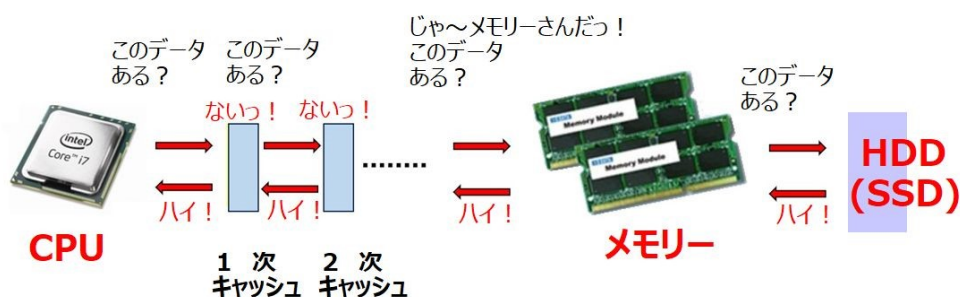 じゃ～メモリーさんだっ！
このデータ
ある？
このデータ
ある？
このデータ
ある？
このデータ
ある？
ないっ！
ないっ！
intel
Core™ i7
Memory Module
Memory Module
HDD
(SSD)
ハイ！
ハイ！
ハイ！
ハイ！
CPU
メモリー
１　次
キャッシュ
２　次
キャッシュ